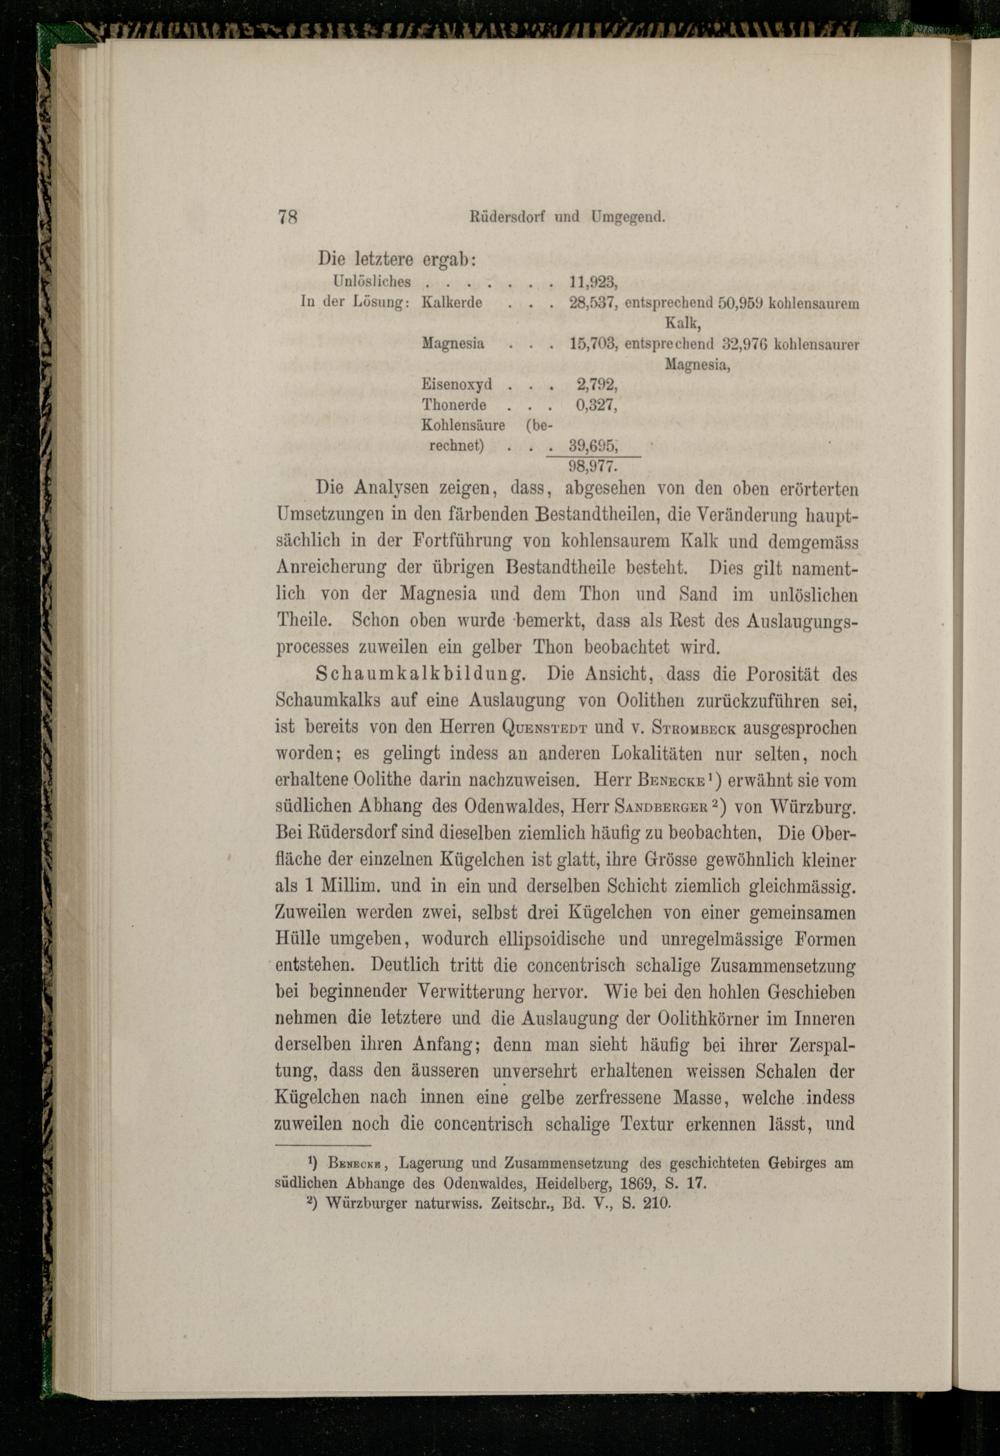 78 Rüdersdorf und Umgegend.
Die letztere ergab:
Unlösliches . . . . . . . 11,923,
In der Lösung: Kalkerde . . . 28,537, entsprechend 50,959 kohlensaurem
Kalk,
Magnesia . . . 15,703, entsprechend 32,976 kohlensaurer
Magnesia,
Eisenoxyd . . . 2,792,
Thonerde . . . 0,327,
Kohlensäure (be-
rechnet) . . . 39,695,
98,977.
Die Analysen zeigen, dass, abgesehen von den oben erörterten
Umsetzungen in den färbenden Bestandtheilen, die Veränderung haupt-
sächlich in der Fortführung von kohlensaurem Kalk und demgemäss
Anreicherung der übrigen Bestandtheile besteht. Dies gilt nament-
lich von der Magnesia und dem Thon und Sand im unlöslichen
Theile. Schon oben wurde bemerkt, dass als Rest des Auslaugungs-
processes zuweilen ein gelber Thon beobachtet wird.
Schaumkalkbildung. Die Ansicht, dass die Porosität des
Schaumkalks auf eine Auslaugung von Oolithen zurückzuführen sei,
ist bereits von den Herren QUENSTEDT und v. STROMBECK ausgesprochen
worden; es gelingt indess an anderen Lokalitäten nur selten, noch
erhaltene Oolithe darin nachzuweisen. Herr BENECKE¹) erwähnt sie vom
südlichen Abhang des Odenwaldes, Herr SANDBERGER²) von Würzburg.
Bei Rüdersdorf sind dieselben ziemlich häufig zu beobachten, Die Ober-
fläche der einzelnen Kügelchen ist glatt, ihre Grösse gewöhnlich kleiner
als 1 Millim. und in ein und derselben Schicht ziemlich gleichmässig.
Zuweilen werden zwei, selbst drei Kügelchen von einer gemeinsamen
Hülle umgeben, wodurch ellipsoidische und unregelmässige Formen
entstehen. Deutlich tritt die concentrisch schalige Zusammensetzung
bei beginnender Verwitterung hervor. Wie bei den hohlen Geschieben
nehmen die letztere und die Auslaugung der Oolithkörner im Inneren
derselben ihren Anfang; denn man sieht häufig bei ihrer Zerspal-
tung, dass den äusseren unversehrt erhaltenen weissen Schalen der
Kügelchen nach innen eine gelbe zerfressene Masse, welche indess
zuweilen noch die concentrisch schalige Textur erkennen lässt, und
¹) BENECKE, Lagerung und Zusammensetzung des geschichteten Gebirges am
südlichen Abhange des Odenwaldes, Heidelberg, 1869, S. 17.
²) Würzburger naturwiss. Zeitschr., Bd. V., S. 210.